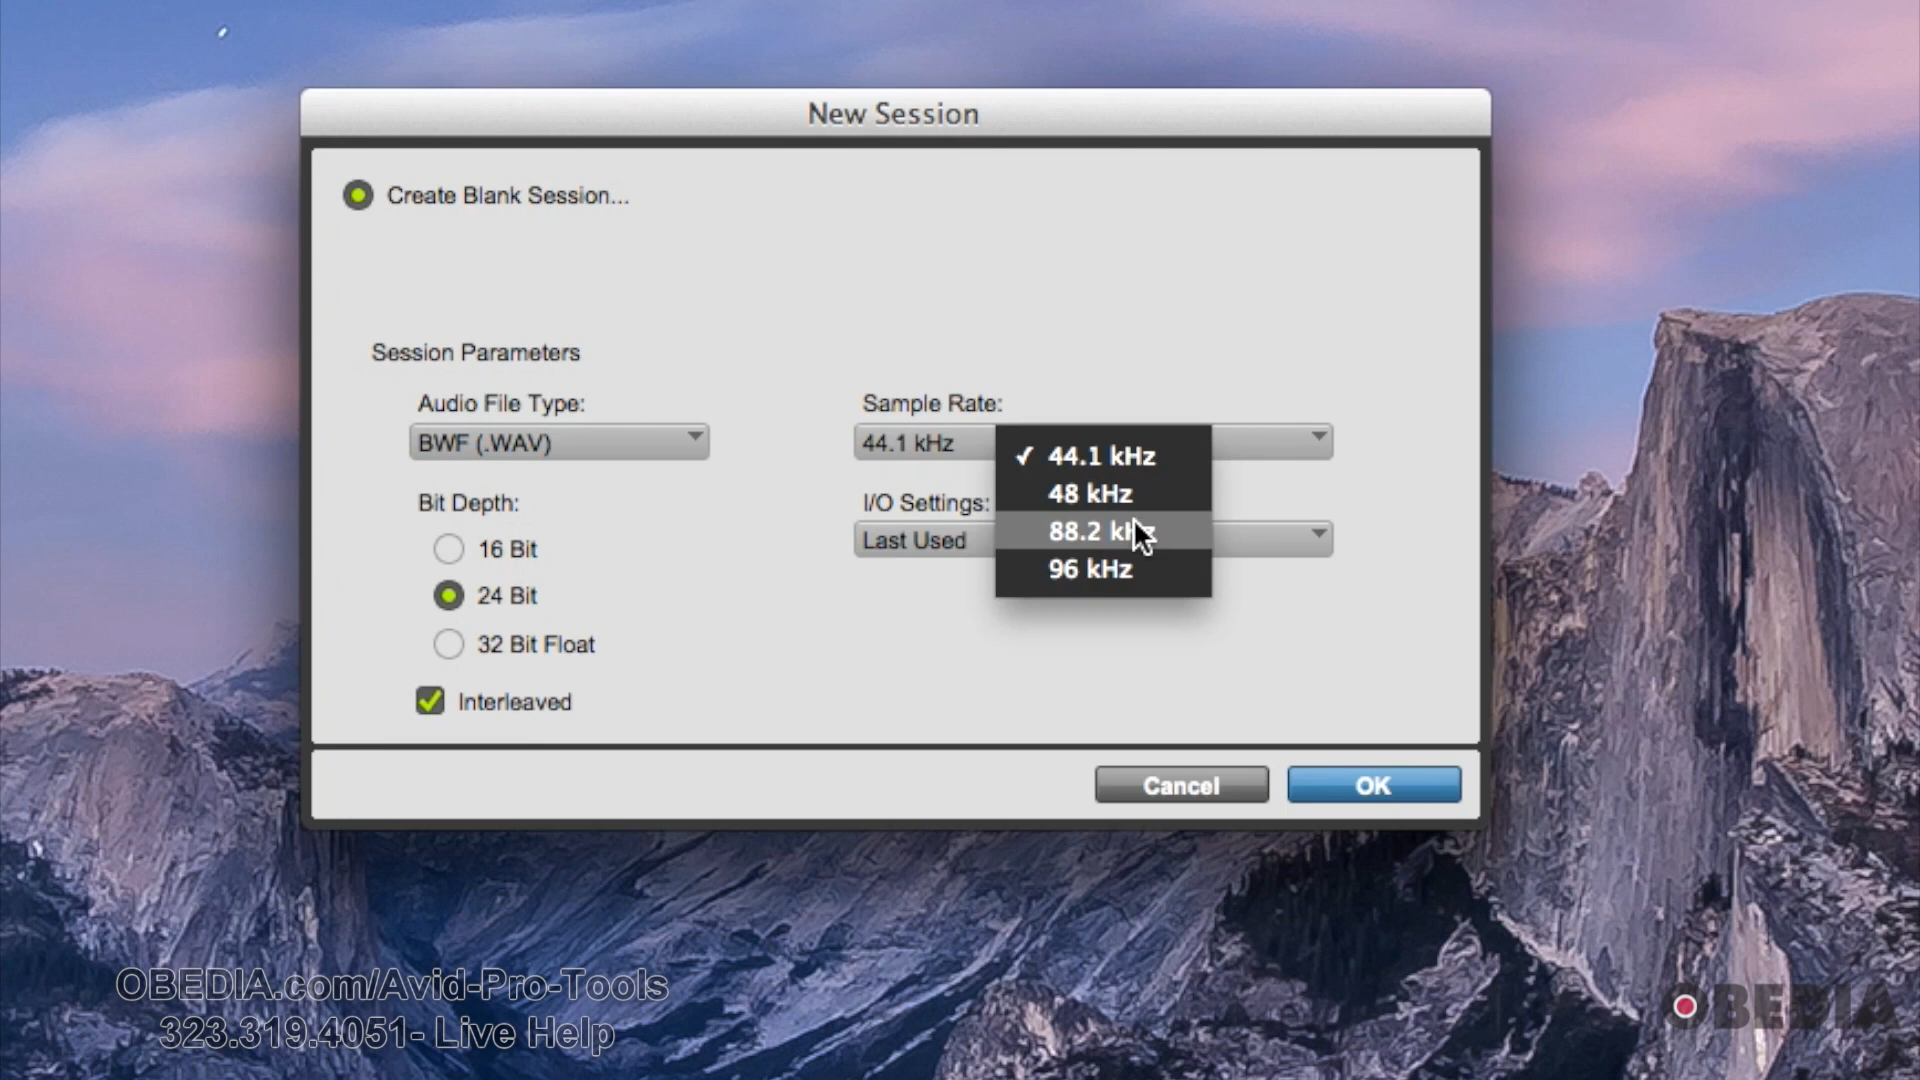 New Session
Create Blank Session...
Session Parameters
Audio File Type:
BWF (.WAV)
Sample Rate:
44.1 kHz
✓ 44.1 kHz
48 kHz
88.2 kHz
96 kHz
Bit Depth:
16 Bit
24 Bit
32 Bit Float
Interleaved
I/O Settings:
Last Used
Cancel
OK
OBEDIA.com/Avid-Pro-Tools
323.319.4051- Live Help
OBEDIA